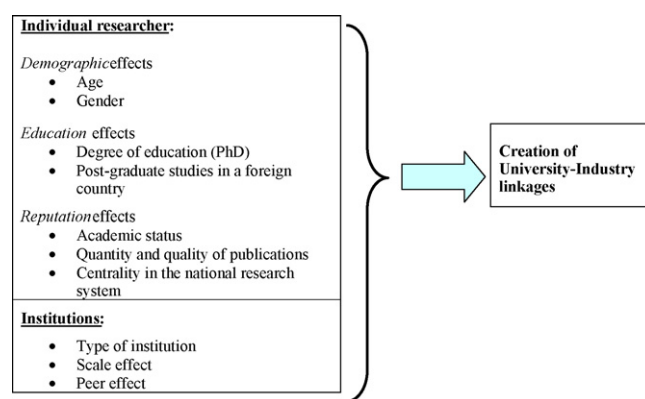 Individual researcher:
Demographiceffects
• Age
• Gender
Education effects
• Degree of education (PhD)
• Post-graduate studies in a foreign
country
Reputationeffects
• Academic status
• Quantity and quality of publications
• Centrality in the national research
system
Institutions:
• Type of institution
• Scale effect
• Peer effect
Creation of
University-Industry
linkages